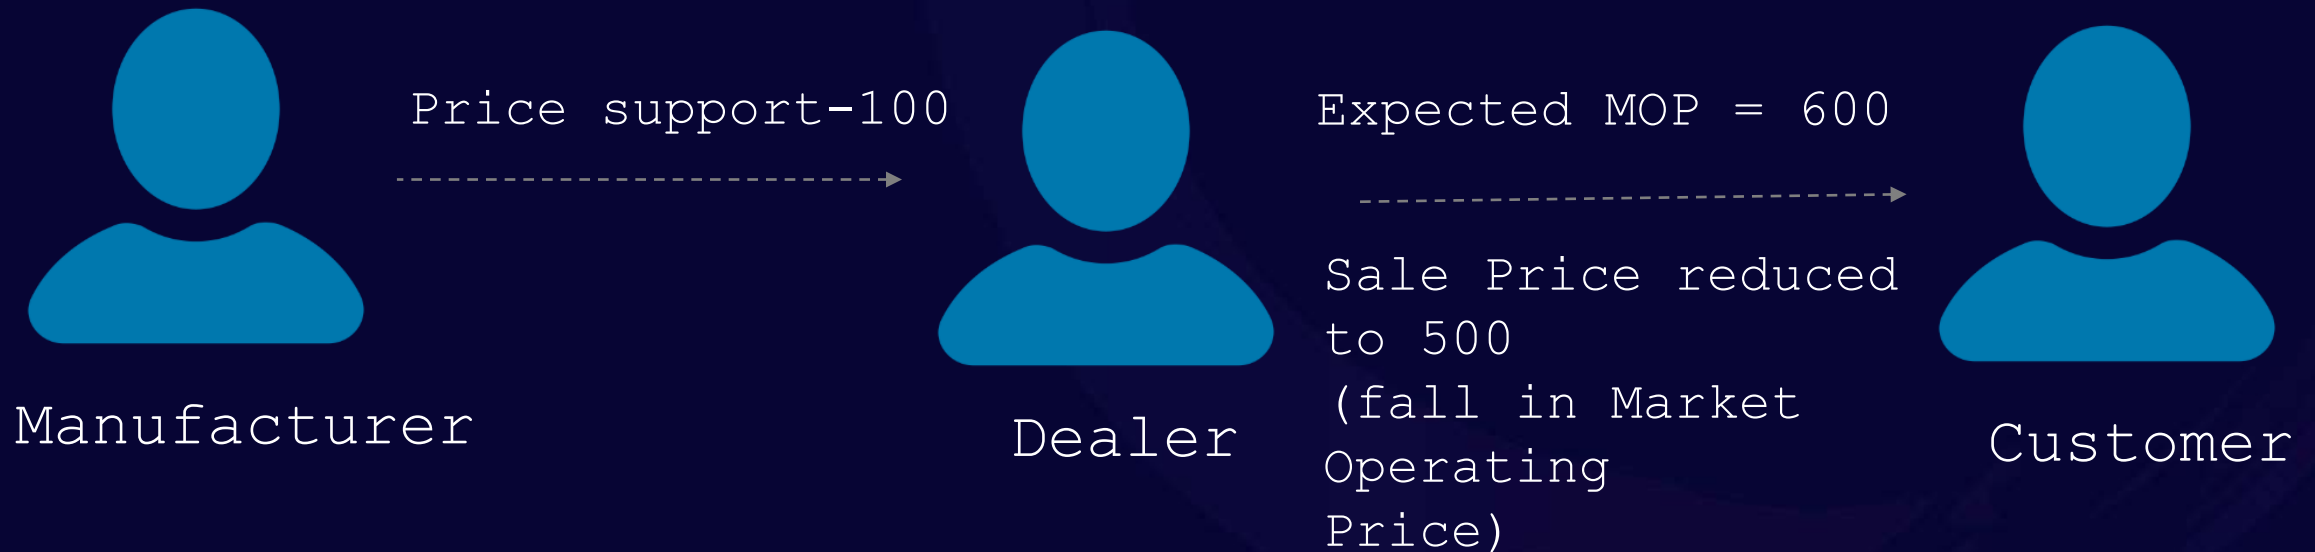 Price support-100
Expected MOP = 600
Sale Price reduced
to 500
(fall in Market
Operating
Price)
Manufacturer
Dealer
Customer